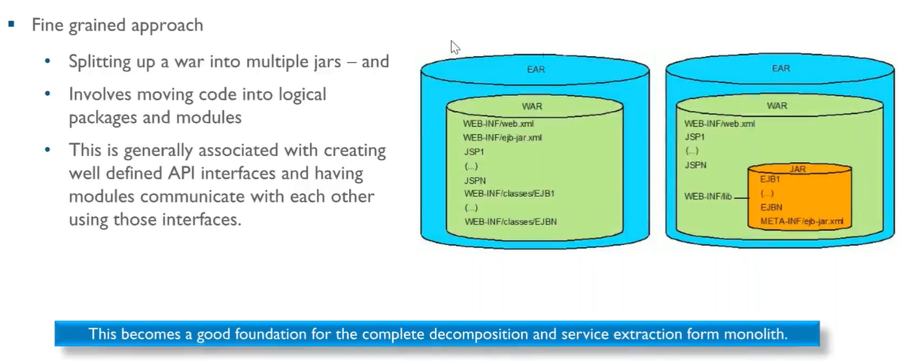 Fine grained approach
Splitting up a war into multiple jars – and
Involves moving code into logical
packages and modules
This is generally associated with creating
well defined API interfaces and having
modules communicate with each other
using those interfaces.
EAR
WAR
WEB-INF/web.xml
WEB-INF/ejb-jar.xml
JSP1
(...)
JSPN
WEB-INF/classes/EJB1
(...)
WEB-INF/classes/EJBN
EAR
WAR
WEB-INF/web.xml
JSP1
(...)
JSPN
WEB-INF/lib
JAR
EJB1
(...)
EJBN
META-INF/ejb-jar.xml
This becomes a good foundation for the complete decomposition and service extraction form monolith.